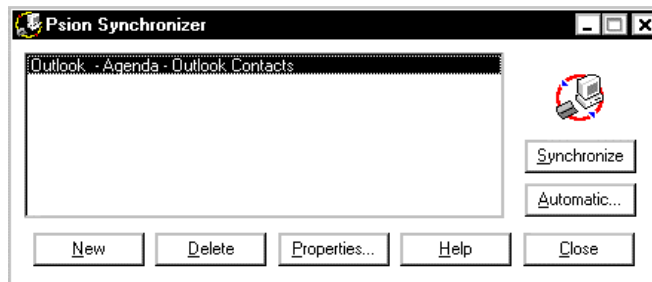 Psion Synchronizer
Outlook - Agenda - Outlook Contacts
Synchronize
Automatic...
New Delete Properties... Help Close